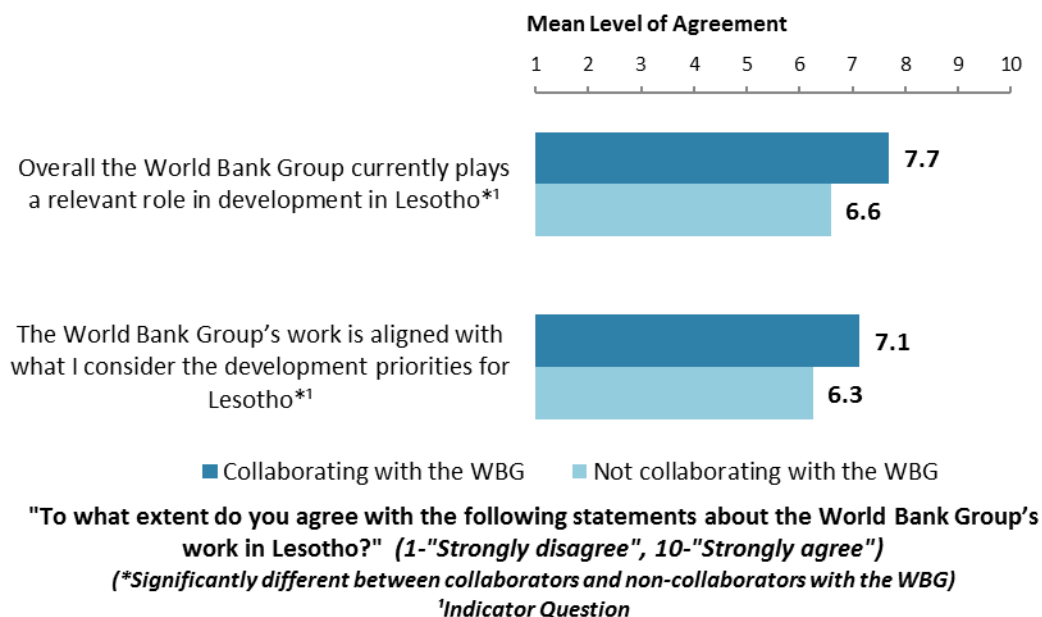 Mean Level of Agreement
1 2 3 4 5 6 7 8 9 10
Overall the World Bank Group currently plays
a relevant role in development in Lesotho*¹
7.7
6.6
The World Bank Group's work is aligned with
what I consider the development priorities for
Lesotho*¹
7.1
6.3
Collaborating with the WBG Not collaborating with the WBG
"To what extent do you agree with the following statements about the World Bank Group's
work in Lesotho?" (1-"Strongly disagree", 10-"Strongly agree")
(*Significantly different between collaborators and non-collaborators with the WBG)
¹Indicator Question